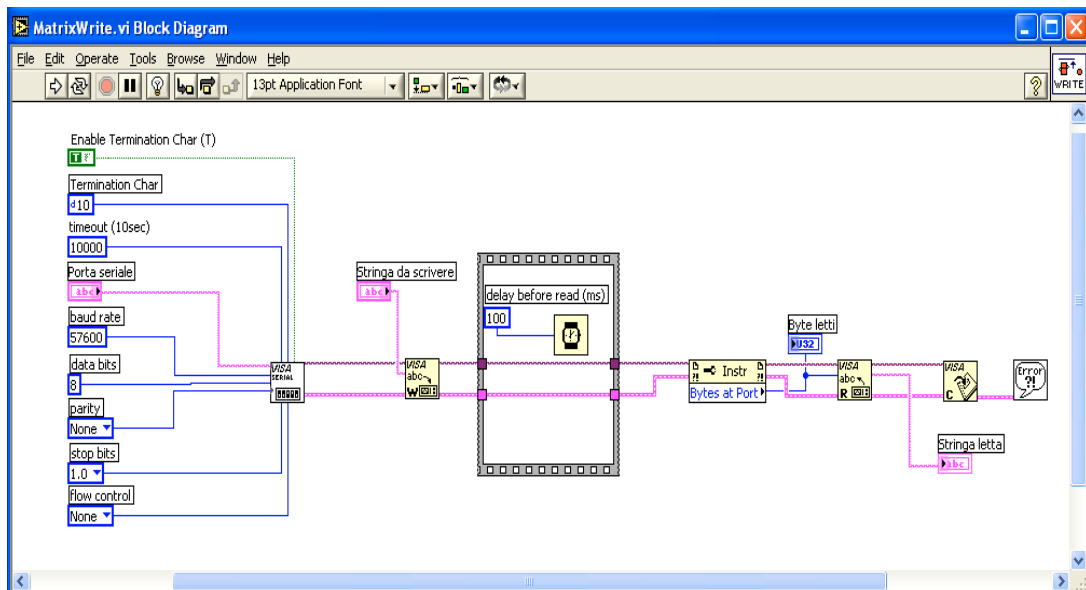 MatrixWrite.vi Block Diagram
File Edit Operate Tools Browse Window Help
13pt Application Font
?
WRITE
Enable Termination Char (T)
T F
Termination Char
d10
timeout (10sec)
10000
Porta seriale
abc
baud rate
57600
data bits
8
parity
None
stop bits
1.0
flow control
None
VISA
SERIAL
Stringa da scrivere
abc
VISA
abc
W
delay before read (ms)
100
Instr
?!
?!
Bytes at Port
Byte letti
U32
VISA
abc
R
VISA
C
Error
?!
Stringa letta
abc